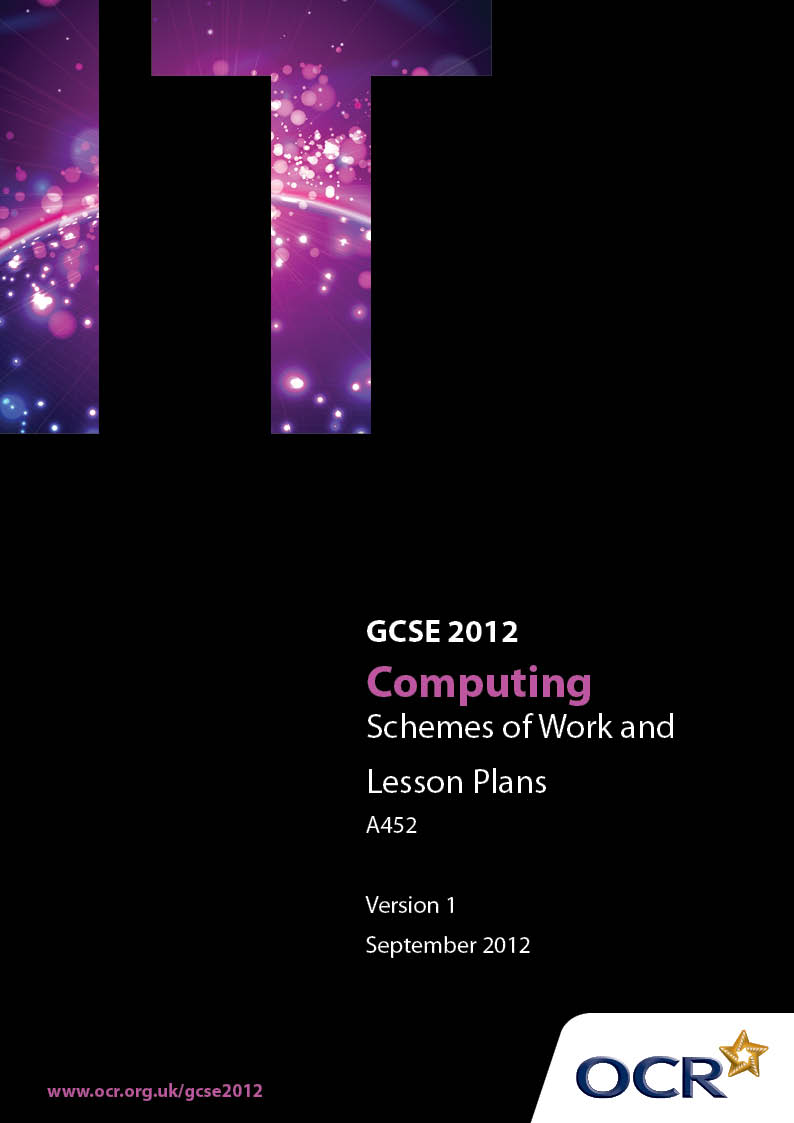 IT
GCSE 2012
Computing
Schemes of Work and
Lesson Plans
A452
Version 1
September 2012
www.ocr.org.uk/gcse2012
OCR